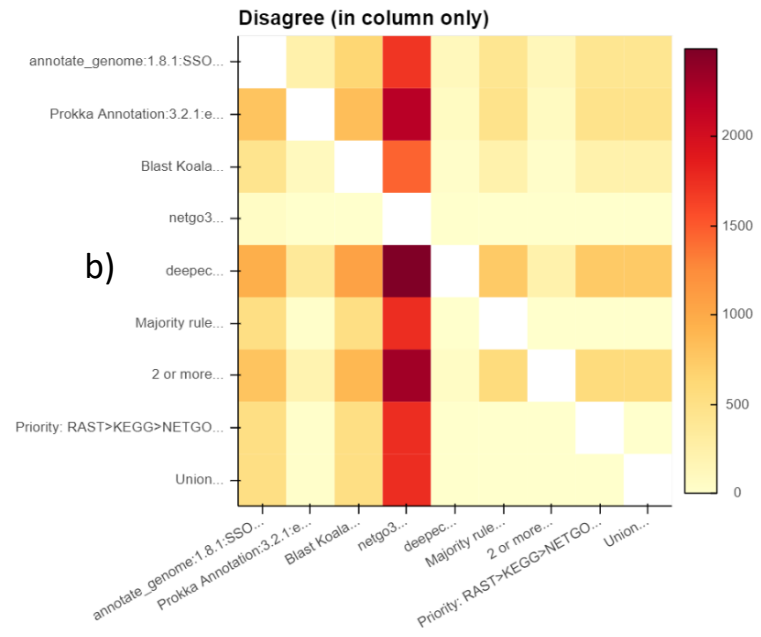 Disagree (in column only)
annotate_genome:1.8.1:SSO...
Prokka Annotation:3.2.1:e...
Blast Koala...
netgo3...
b)
deepec...
Majority rule...
2 or more...
Priority: RAST>KEGG>NETGO...
Union...
2000
1500
1000
500
0
annotate_genome:1.8.1:SSO...
Prokka Annotation:3.2.1:e...
Blast Koala...
netgo3...
deepec...
Majority rule...
2 or more...
Priority: RAST>KEGG>NETGO...
Union...